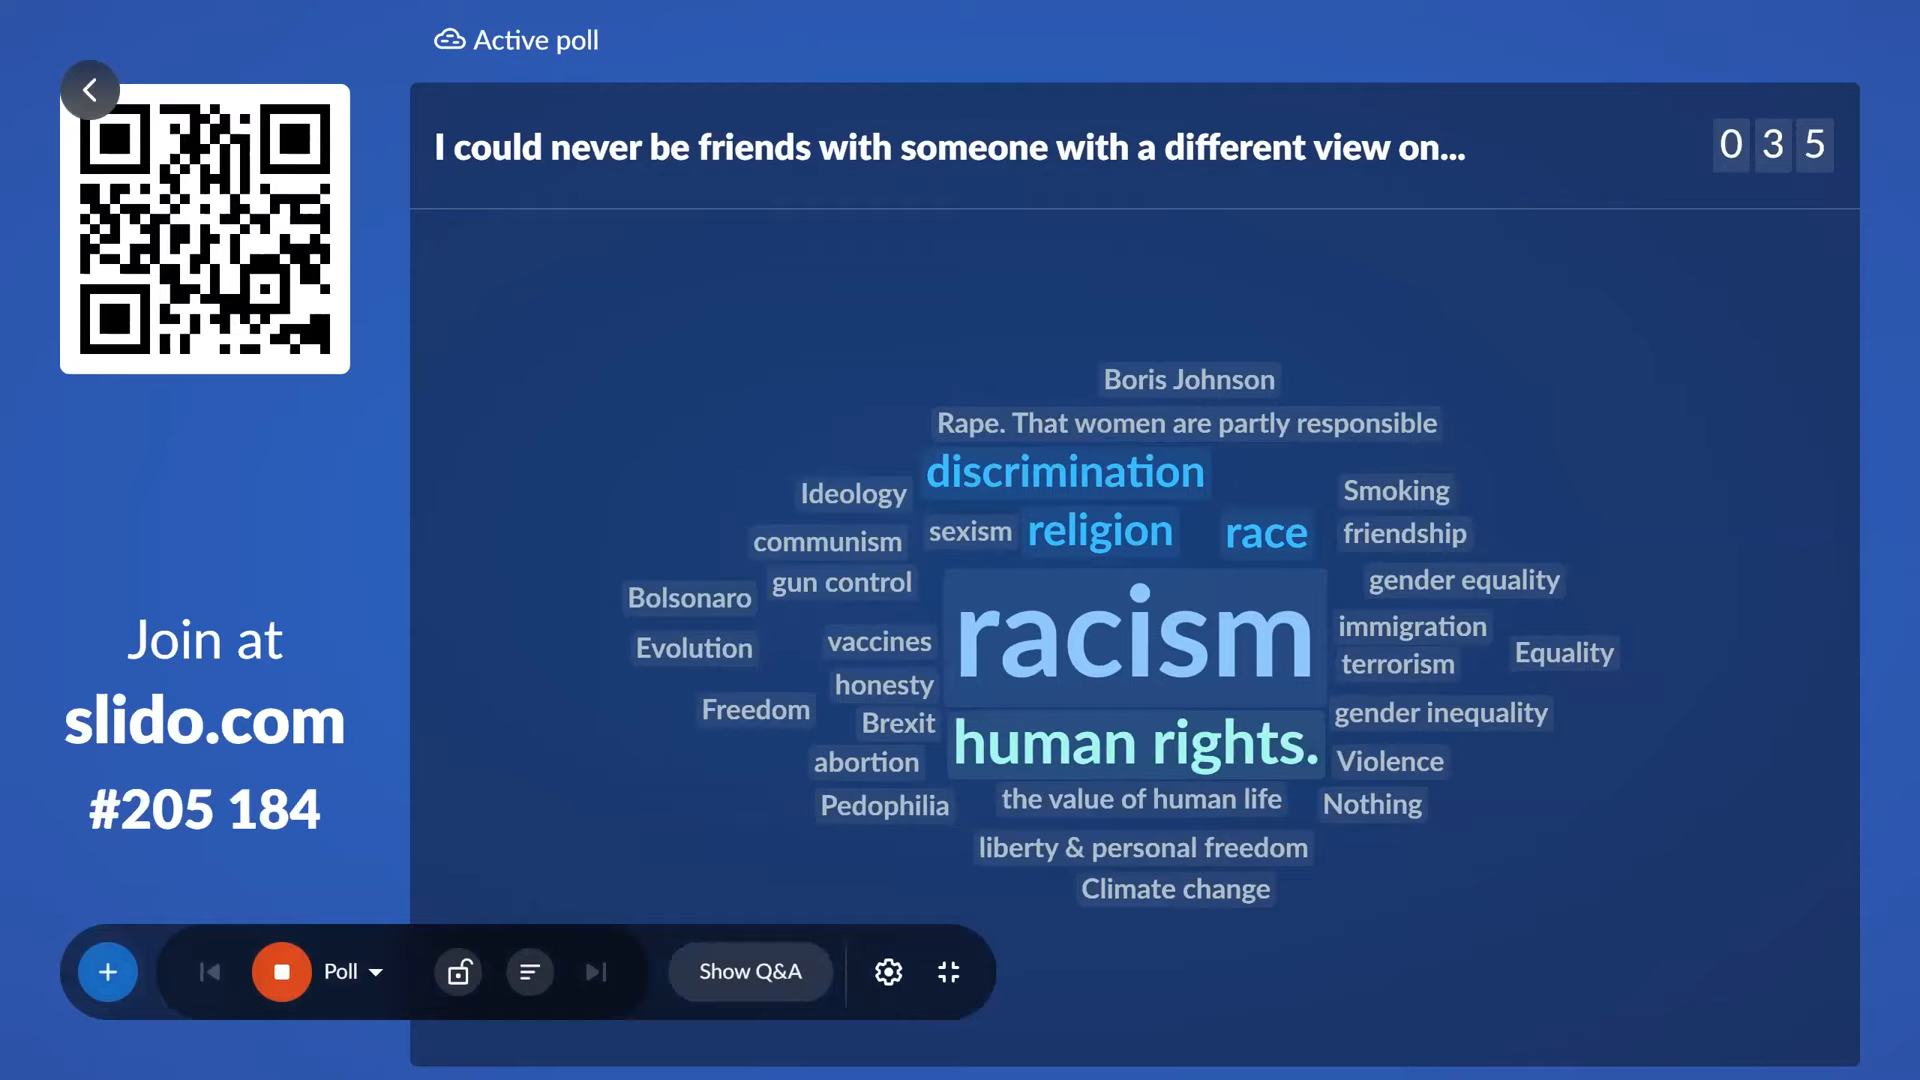 Active poll
I could never be friends with someone with a different view on...
035
Join at
slido.com
#205 184
Boris Johnson
Rape. That women are partly responsible
discrimination
Ideology
Smoking
sexism
religion
race
friendship
communism
gun control
gender equality
Bolsonaro
racism
immigration
Evolution
vaccines
terrorism
Equality
honesty
Freedom
Brexit
human rights.
gender inequality
abortion
Violence
Pedophilia
the value of human life
Nothing
liberty & personal freedom
Climate change
Poll
Show Q&A